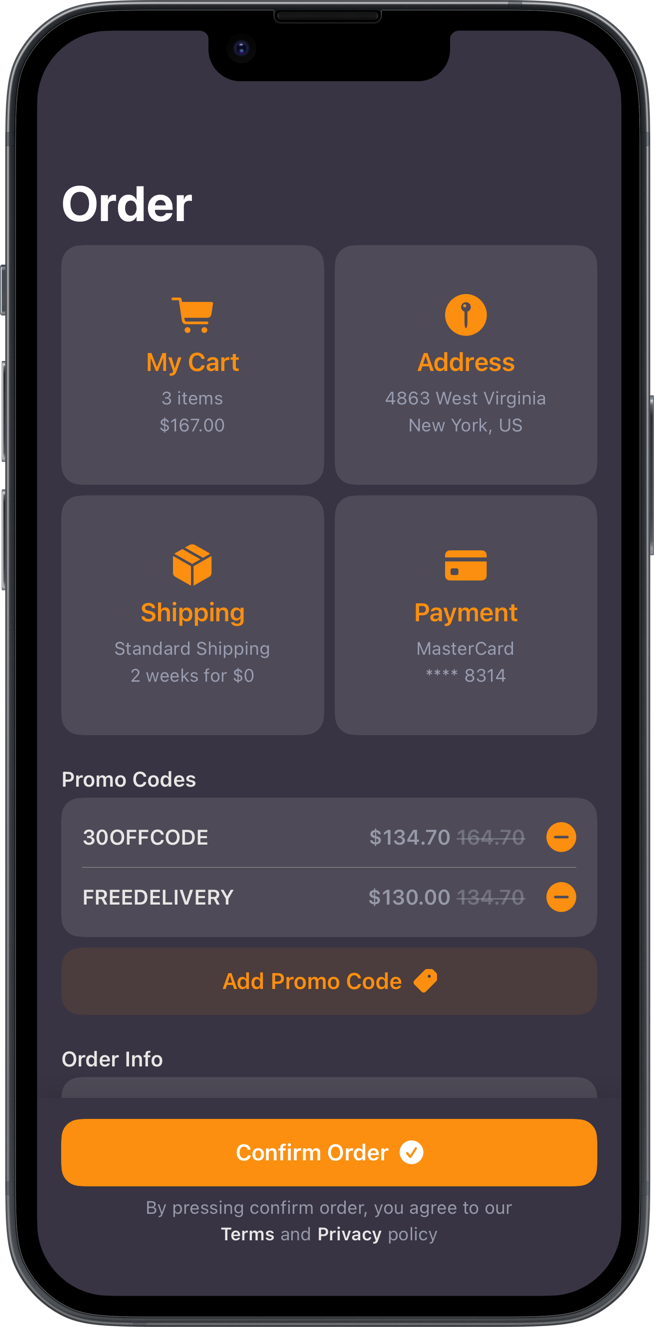 Order
My Cart
3 items
$167.00
Address
4863 West Virginia
New York, US
Shipping
Standard Shipping
2 weeks for $0
Payment
MasterCard
**** 8314
Promo Codes
30OFFCODE $134.70 164.70
FREEDELIVERY $130.00 134.70
Add Promo Code
Order Info
Confirm Order
By pressing confirm order, you agree to our
Terms and Privacy policy